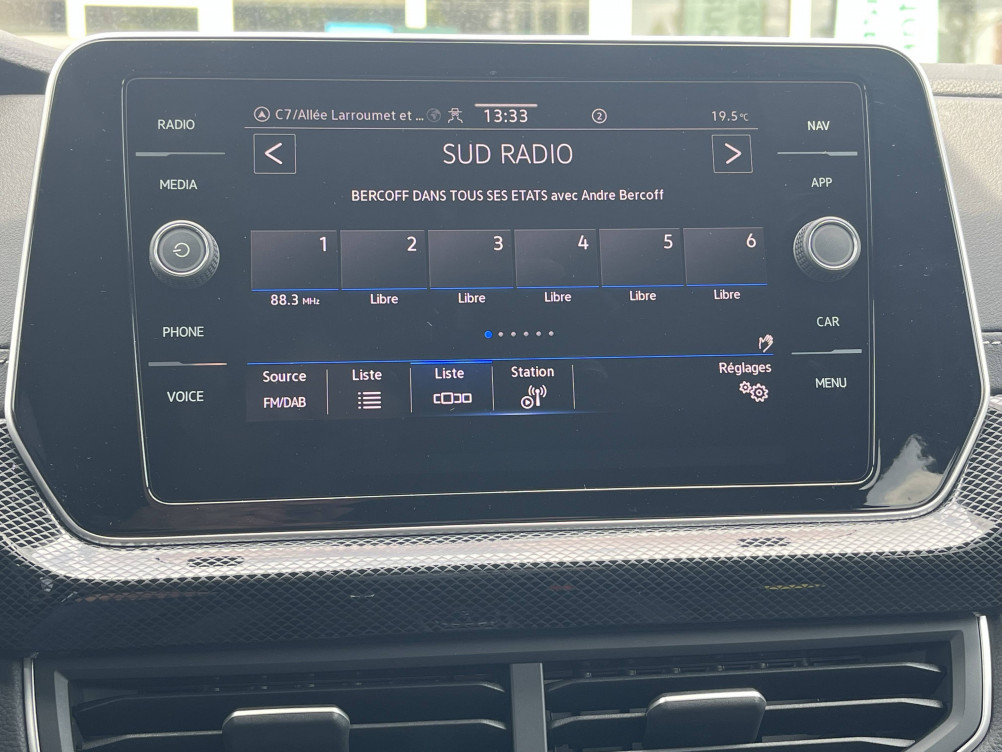 RADIO
MEDIA
PHONE
VOICE
C7/Allée Larroumet et ...
13:33
2
19.5°C
<
SUD RADIO
>
BERCOFF DANS TOUS SES ETATS avec Andre Bercoff
1 2 3 4 5 6
88.3 MHz Libre Libre Libre Libre Libre
Source Liste Liste Station Réglages
FM/DAB
NAV
APP
CAR
MENU